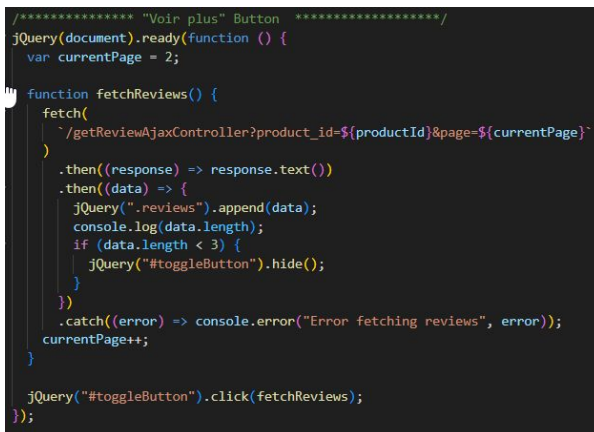 /*************** "Voir plus" Button  *******************/
jQuery(document).ready(function () {
  var currentPage = 2;

  function fetchReviews() {
    fetch(
      `/getReviewAjaxController?product_id=${productId}&page=${currentPage}`
    )
      .then((response) => response.text())
      .then((data) => {
        jQuery(".reviews").append(data);
        console.log(data.length);
        if (data.length < 3) {
          jQuery("#toggleButton").hide();
        }
      })
      .catch((error) => console.error("Error fetching reviews", error));
    currentPage++;
  }

  jQuery("#toggleButton").click(fetchReviews);
});